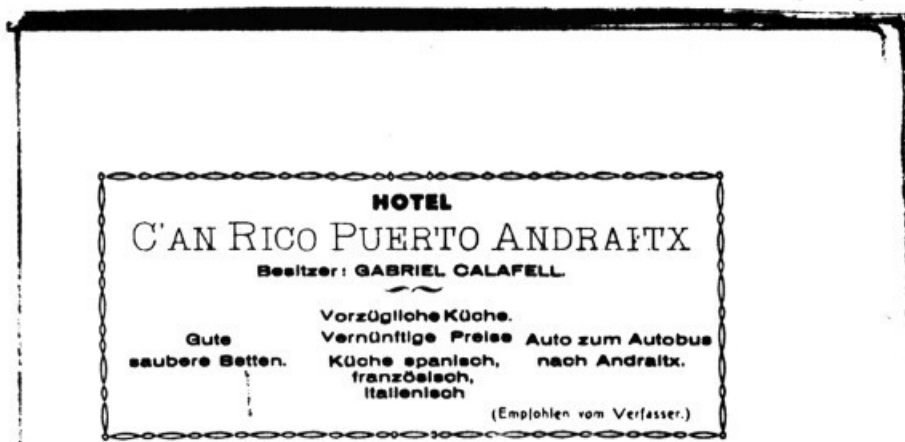 HOTEL
C'AN RICO PUERTO ANDRAITX
Besitzer: GABRIEL CALAFELL.
Gute
saubere Betten.
Vorzügliche Küche.
Vernünftige Preise
Küche spanisch,
französisch,
italienisch
Auto zum Autobus
nach Andraitx.
(Empfohlen vom Verfasser.)